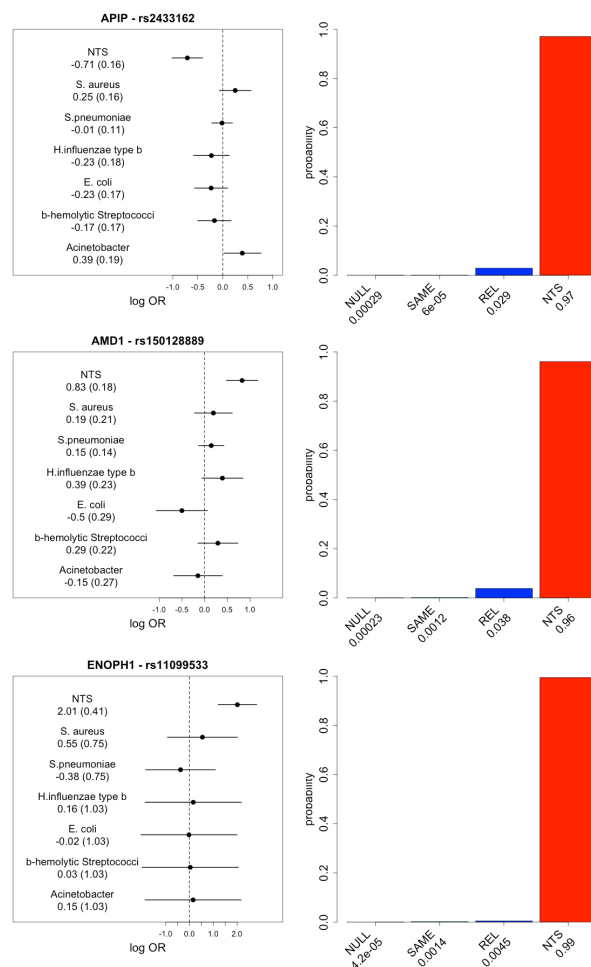 APIP - rs2433162
NTS
-0.71 (0.16)
S. aureus
0.25 (0.16)
S.pneumoniae
-0.01 (0.11)
H.influenzae type b
-0.23 (0.18)
E. coli
-0.23 (0.17)
b-hemolytic Streptococci
-0.17 (0.17)
Acinetobacter
0.39 (0.19)
-1.0 -0.5 0.0 0.5 1.0
log OR
probability
0.0 0.2 0.4 0.6 0.8 1.0
NULL
0.00029
SAME
6e-05
REL
0.029
NTS
0.97
AMD1 - rs150128889
NTS
0.83 (0.18)
S. aureus
0.19 (0.21)
S.pneumoniae
0.15 (0.14)
H.influenzae type b
0.39 (0.23)
E. coli
-0.5 (0.29)
b-hemolytic Streptococci
0.29 (0.22)
Acinetobacter
-0.15 (0.27)
-1.0 -0.5 0.0 0.5 1.0
log OR
probability
0.0 0.2 0.4 0.6 0.8 1.0
NULL
0.00023
SAME
0.0012
REL
0.038
NTS
0.96
ENOPH1 - rs11099533
NTS
2.01 (0.41)
S. aureus
0.55 (0.75)
S.pneumoniae
-0.38 (0.75)
H.influenzae type b
0.16 (1.03)
E. coli
-0.02 (1.03)
b-hemolytic Streptococci
0.03 (1.03)
Acinetobacter
0.15 (1.03)
-1.0 0.0 1.0 2.0
log OR
probability
0.0 0.2 0.4 0.6 0.8 1.0
NULL
4.2e-05
SAME
0.0014
REL
0.0045
NTS
0.99